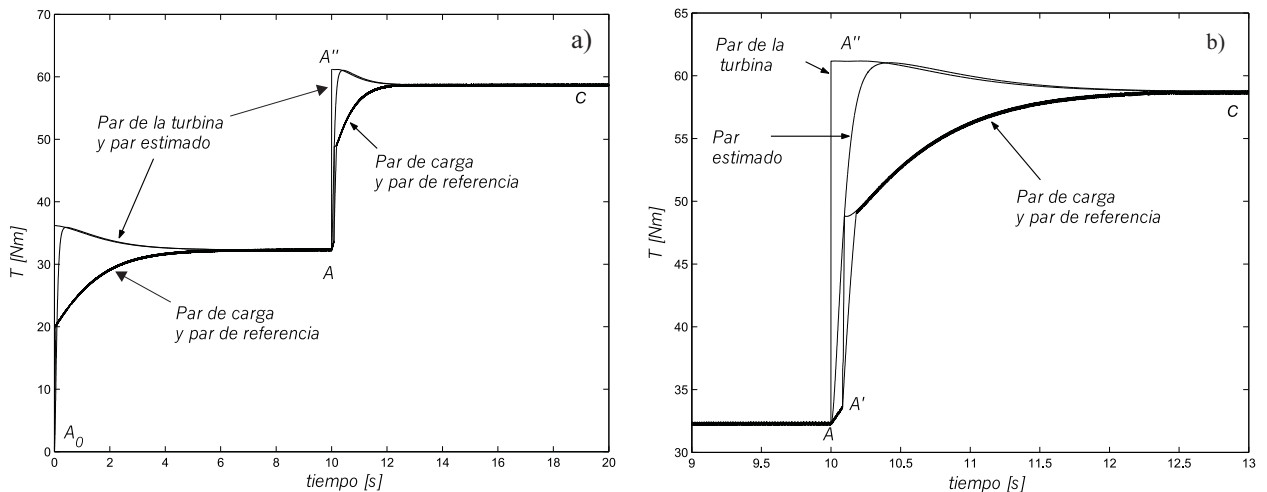 70
60
50
40
30
20
10
0
T [Nm]
0
2
4
6
8
10
12
14
16
18
20
tiempo [s]
a)
A''
C
A
A0
Par de la turbina
y par estimado
Par de carga
y par de referencia
Par de carga
y par de referencia
65
60
55
50
45
40
35
30
T [Nm]
9
9.5
10
10.5
11
11.5
12
12.5
13
tiempo [s]
b)
Par de la
turbina
A''
Par
estimado
C
Par de carga
y par de referencia
A'
A